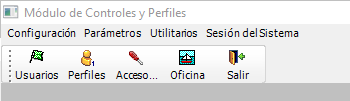 Módulo de Controles y Perfiles
Configuración Parámetros Utilitarios Sesión del Sistema
Usuarios Perfiles Acceso... Oficina Salir